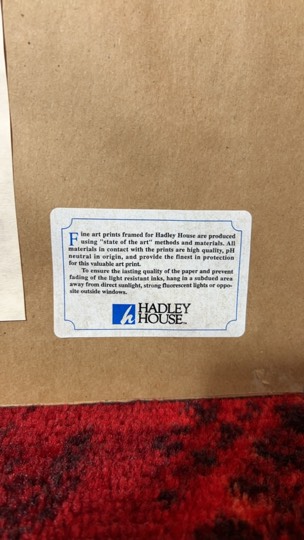 Fine art prints framed for Hadley House are produced
using "state of the art" methods and materials. All
materials in contact with the prints are high quality, pH
neutral in origin, and provide the finest in protection
for this valuable art print.
To ensure the lasting quality of the paper and prevent
fading of the light resistant inks, hang in a subdued area
away from direct sunlight, strong fluorescent lights or oppo-
site outside windows.
h HADLEY
HOUSE™